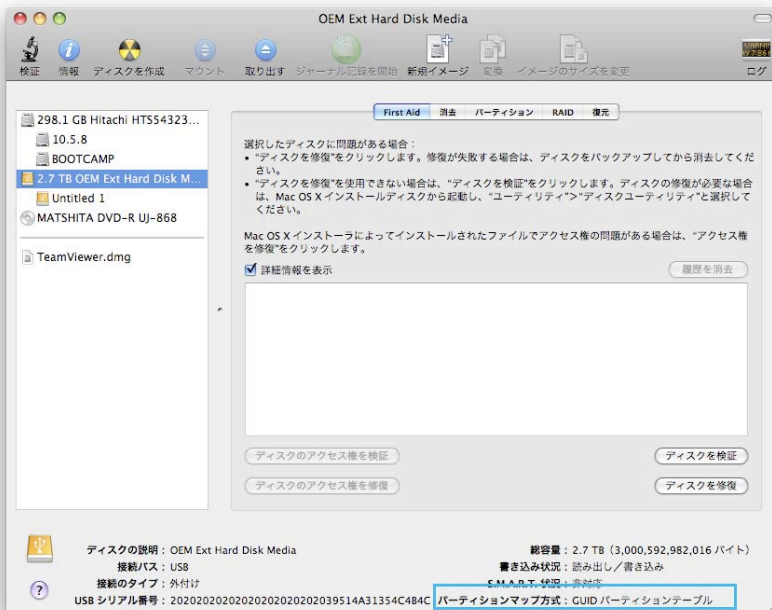 OEM Ext Hard Disk Media
検証 情報 ディスクを作成 マウント 取り出す ジャーナル記録を開始 新規イメージ 変換 イメージのサイズを変更 ログ
298.1 GB Hitachi HTS54323...
10.5.8
BOOTCAMP
2.7 TB OEM Ext Hard Disk M...
Untitled 1
MATSHITA DVD-R UJ-868
TeamViewer.dmg
First Aid 消去 パーティション RAID 復元
選択したディスクに問題がある場合：
• “ディスクを修復”をクリックします。修復が失敗する場合は、ディスクをバックアップしてから消去してくだ
さい。
• “ディスクを修復”を使用できない場合は、“ディスクを検証”をクリックします。ディスクの修復が必要な場合
は、Mac OS X インストールディスクから起動し、“ユーティリティ”>“ディスクユーティリティ”と選択して
ください。
Mac OS X インストーラによってインストールされたファイルでアクセス権の問題がある場合は、“アクセス権
を修復”をクリックします。
詳細情報を表示 履歴を消去
ディスクのアクセス権を検証 ディスクを検証
ディスクのアクセス権を修復 ディスクを修復
ディスクの説明：OEM Ext Hard Disk Media 総容量：2.7 TB（3,000,592,982,016 バイト）
接続バス：USB 書き込み状況：読み出し／書き込み
接続のタイプ：外付け S.M.A.R.T. 状況：非対応
USB シリアル番号：2020202020202020202020202039514A31354C4B4C パーティションマップ方式：GUID パーティションテーブル